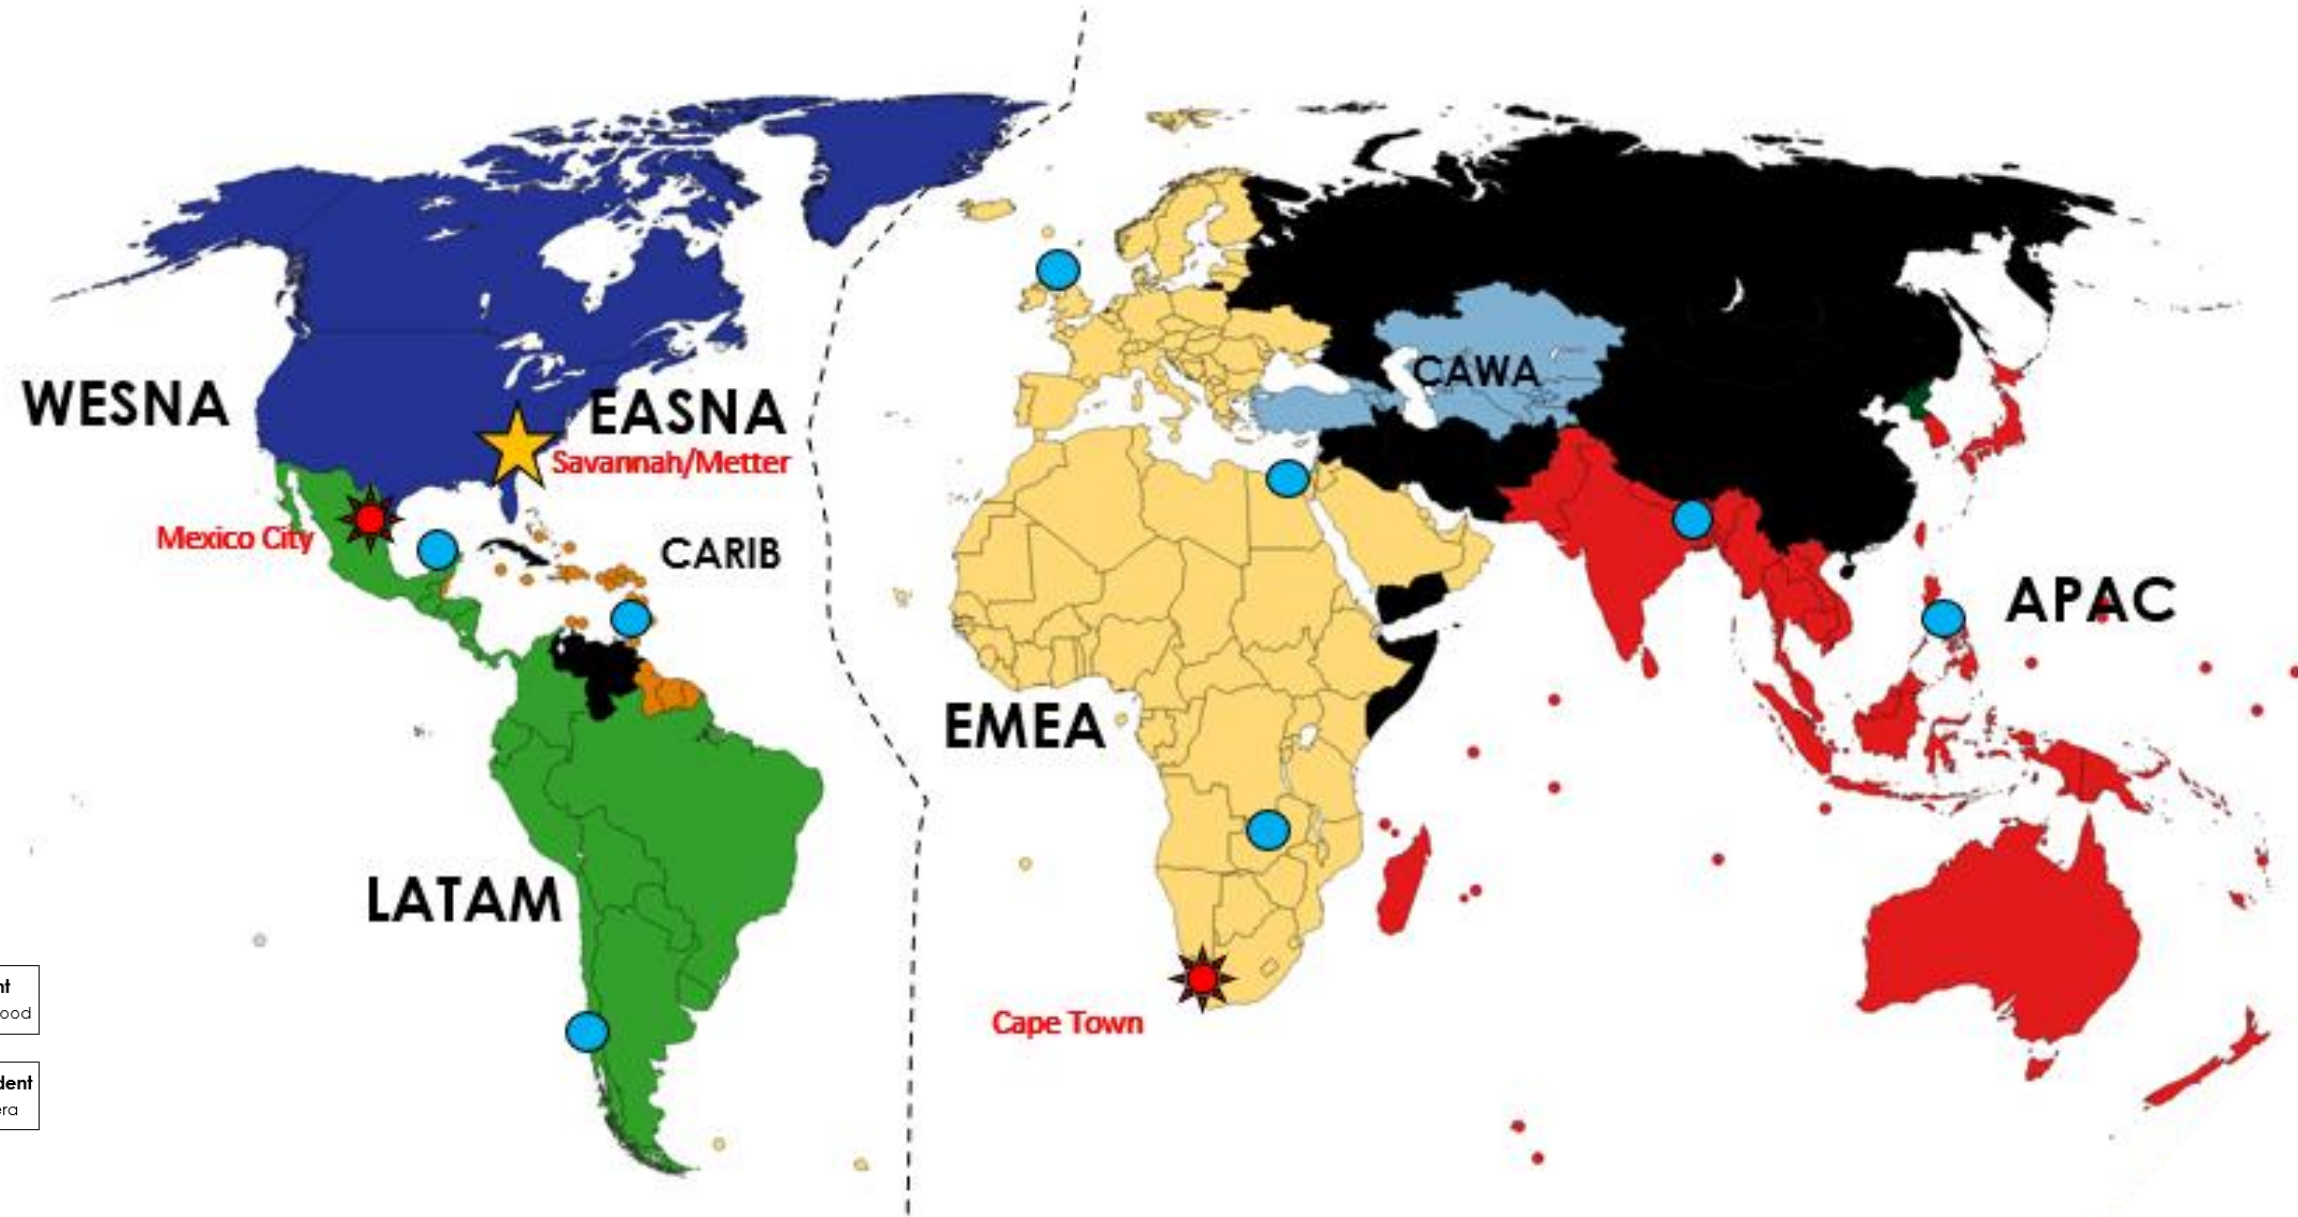 CAWA
WESNA
EASNA
Savannah/Metter
Mexico City
CARIB
APAC
EMEA
LATAM
Cape Town